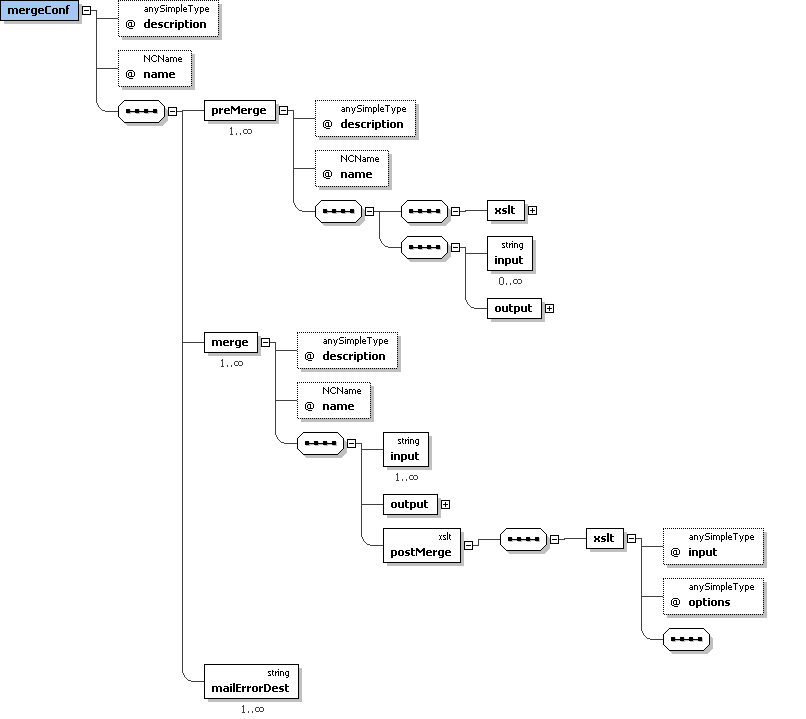 mergeConf
anySimpleType
@ description
NCName
@ name
preMerge
1..∞
anySimpleType
@ description
NCName
@ name
xslt
string
input
0..∞
output
merge
1..∞
anySimpleType
@ description
NCName
@ name
string
input
1..∞
output
xslt
postMerge
xslt
anySimpleType
@ input
anySimpleType
@ options
string
mailErrorDest
1..∞